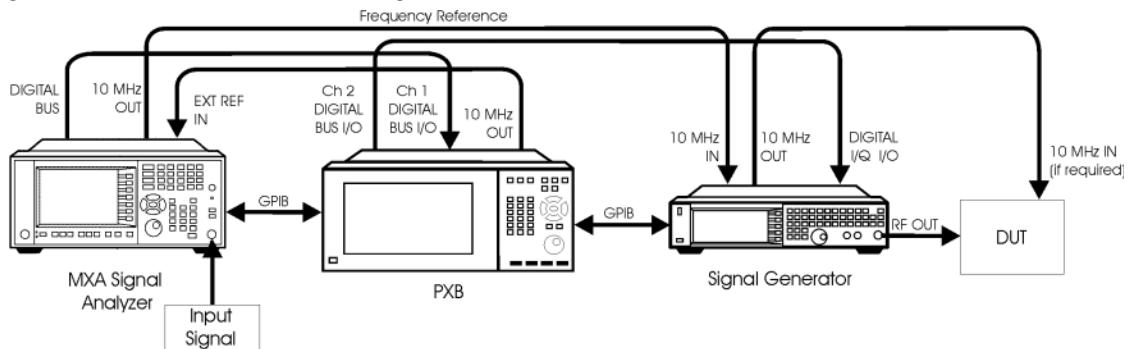 Frequency Reference
DIGITAL
BUS
10 MHz
OUT
EXT REF
IN
Ch 2
DIGITAL
BUS I/O
Ch 1
DIGITAL
BUS I/O
10 MHz
OUT
10 MHz
IN
10 MHz
OUT
DIGITAL
I/Q I/O
10 MHz IN
(if required)
GPIB
GPIB
RF OUT
DUT
MXA Signal
Analyzer
PXB
Signal Generator
Input
Signal